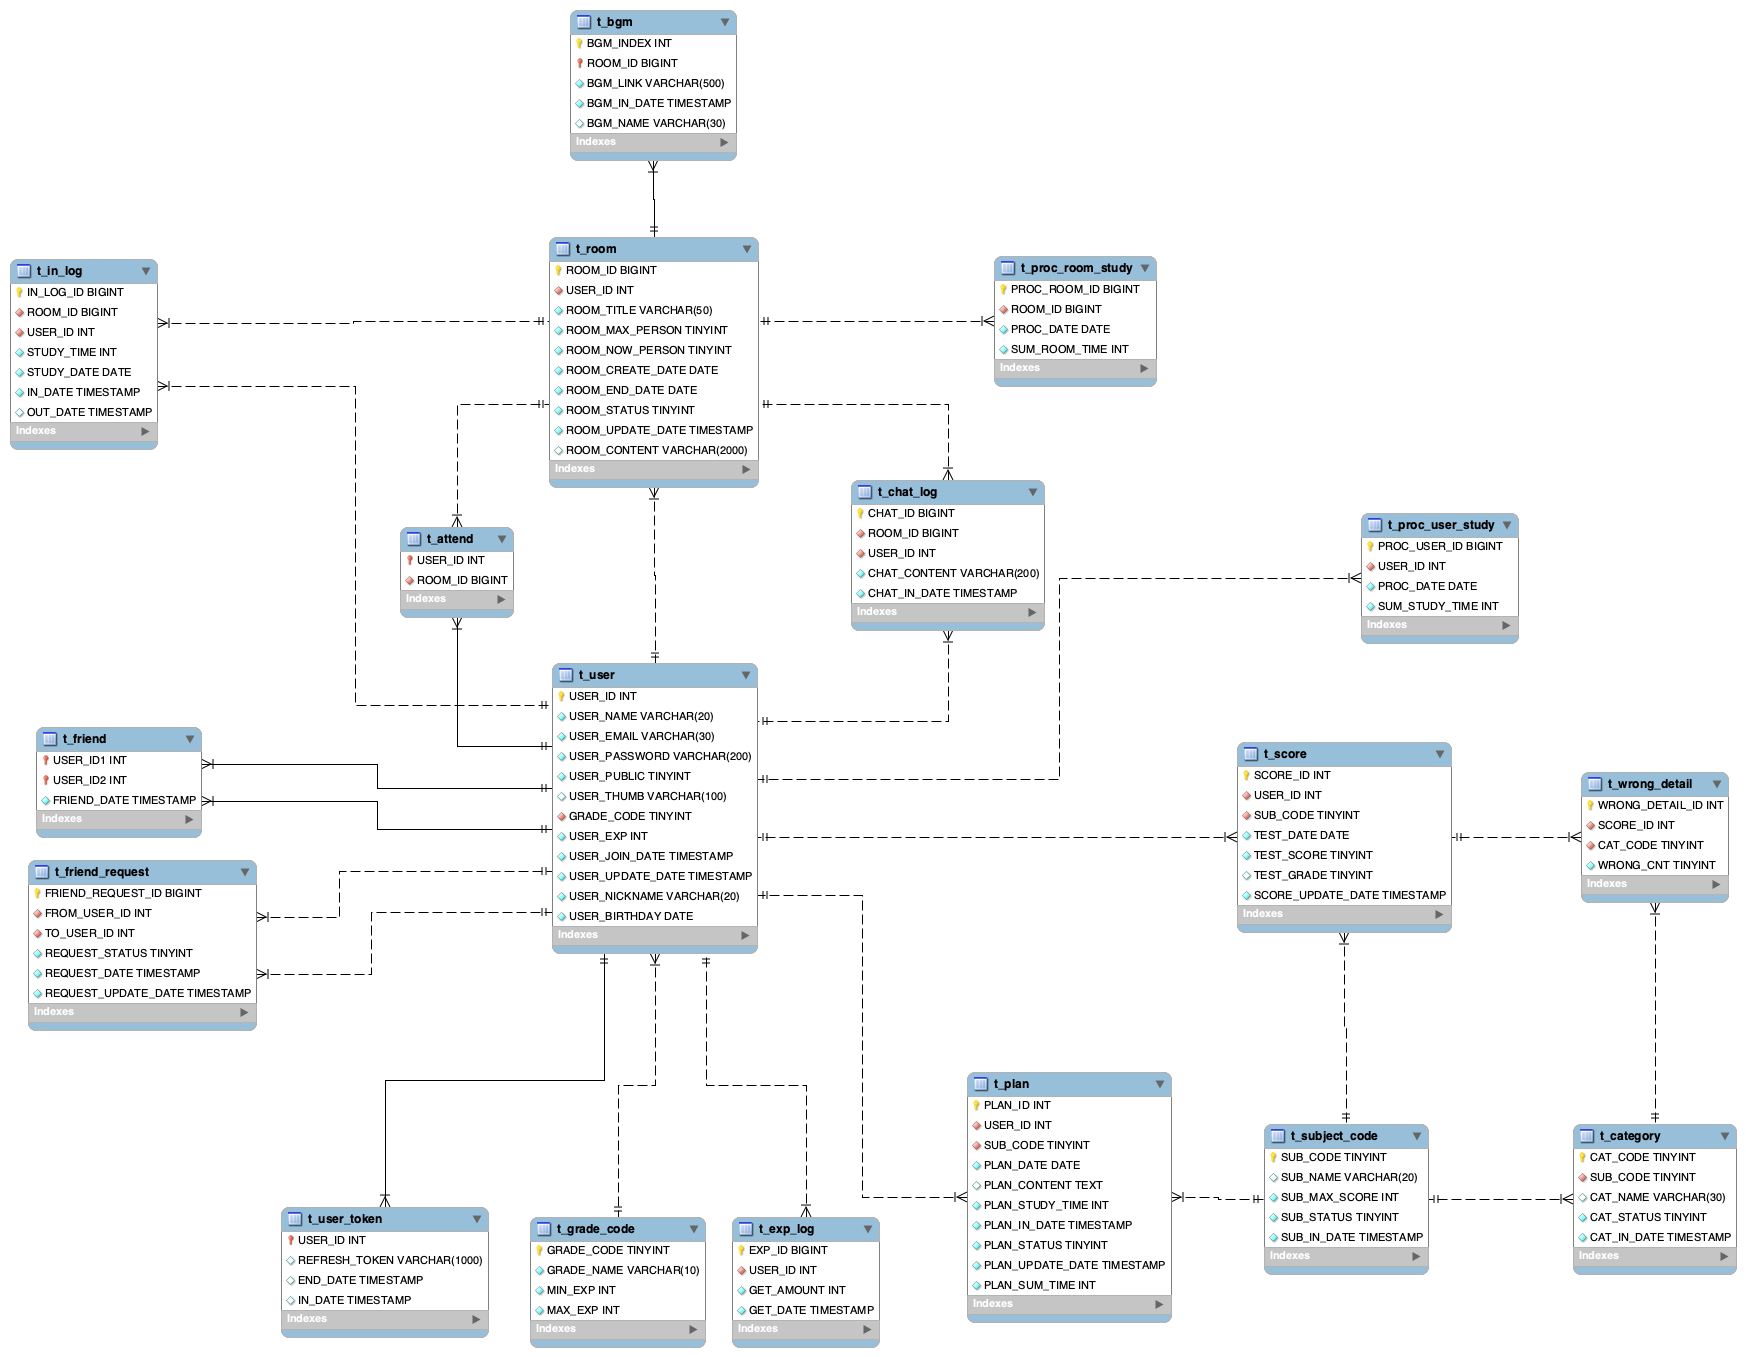 t_bgm
BGM_INDEX INT
ROOM_ID BIGINT
BGM_LINK VARCHAR(500)
BGM_IN_DATE TIMESTAMP
BGM_NAME VARCHAR(30)
Indexes
t_in_log
IN_LOG_ID BIGINT
ROOM_ID BIGINT
USER_ID INT
STUDY_TIME INT
STUDY_DATE DATE
IN_DATE TIMESTAMP
OUT_DATE TIMESTAMP
Indexes
t_room
ROOM_ID BIGINT
USER_ID INT
ROOM_TITLE VARCHAR(50)
ROOM_MAX_PERSON TINYINT
ROOM_NOW_PERSON TINYINT
ROOM_CREATE_DATE DATE
ROOM_END_DATE DATE
ROOM_STATUS TINYINT
ROOM_UPDATE_DATE TIMESTAMP
ROOM_CONTENT VARCHAR(2000)
Indexes
t_proc_room_study
PROC_ROOM_ID BIGINT
ROOM_ID BIGINT
PROC_DATE DATE
SUM_ROOM_TIME INT
Indexes
t_attend
USER_ID INT
ROOM_ID BIGINT
Indexes
t_chat_log
CHAT_ID BIGINT
ROOM_ID BIGINT
USER_ID INT
CHAT_CONTENT VARCHAR(200)
CHAT_IN_DATE TIMESTAMP
Indexes
t_proc_user_study
PROC_USER_ID BIGINT
USER_ID INT
PROC_DATE DATE
SUM_STUDY_TIME INT
Indexes
t_friend
USER_ID1 INT
USER_ID2 INT
FRIEND_DATE TIMESTAMP
Indexes
t_friend_request
FRIEND_REQUEST_ID BIGINT
FROM_USER_ID INT
TO_USER_ID INT
REQUEST_STATUS TINYINT
REQUEST_DATE TIMESTAMP
REQUEST_UPDATE_DATE TIMESTAMP
Indexes
t_user
USER_ID INT
USER_NAME VARCHAR(20)
USER_EMAIL VARCHAR(30)
USER_PASSWORD VARCHAR(200)
USER_PUBLIC TINYINT
USER_THUMB VARCHAR(100)
GRADE_CODE TINYINT
USER_EXP INT
USER_JOIN_DATE TIMESTAMP
USER_UPDATE_DATE TIMESTAMP
USER_NICKNAME VARCHAR(20)
USER_BIRTHDAY DATE
Indexes
t_score
SCORE_ID INT
USER_ID INT
SUB_CODE TINYINT
TEST_DATE DATE
TEST_SCORE TINYINT
TEST_GRADE TINYINT
SCORE_UPDATE_DATE TIMESTAMP
Indexes
t_wrong_detail
WRONG_DETAIL_ID INT
SCORE_ID INT
CAT_CODE TINYINT
WRONG_CNT TINYINT
Indexes
t_user_token
USER_ID INT
REFRESH_TOKEN VARCHAR(1000)
END_DATE TIMESTAMP
IN_DATE TIMESTAMP
Indexes
t_grade_code
GRADE_CODE TINYINT
GRADE_NAME VARCHAR(10)
MIN_EXP INT
MAX_EXP INT
Indexes
t_exp_log
EXP_ID BIGINT
USER_ID INT
GET_AMOUNT INT
GET_DATE TIMESTAMP
Indexes
t_plan
PLAN_ID INT
USER_ID INT
SUB_CODE TINYINT
PLAN_DATE DATE
PLAN_CONTENT TEXT
PLAN_STUDY_TIME INT
PLAN_IN_DATE TIMESTAMP
PLAN_STATUS TINYINT
PLAN_UPDATE_DATE TIMESTAMP
PLAN_SUM_TIME INT
Indexes
t_subject_code
SUB_CODE TINYINT
SUB_NAME VARCHAR(20)
SUB_MAX_SCORE INT
SUB_STATUS TINYINT
SUB_IN_DATE TIMESTAMP
Indexes
t_category
CAT_CODE TINYINT
SUB_CODE TINYINT
CAT_NAME VARCHAR(30)
CAT_STATUS TINYINT
CAT_IN_DATE TIMESTAMP
Indexes